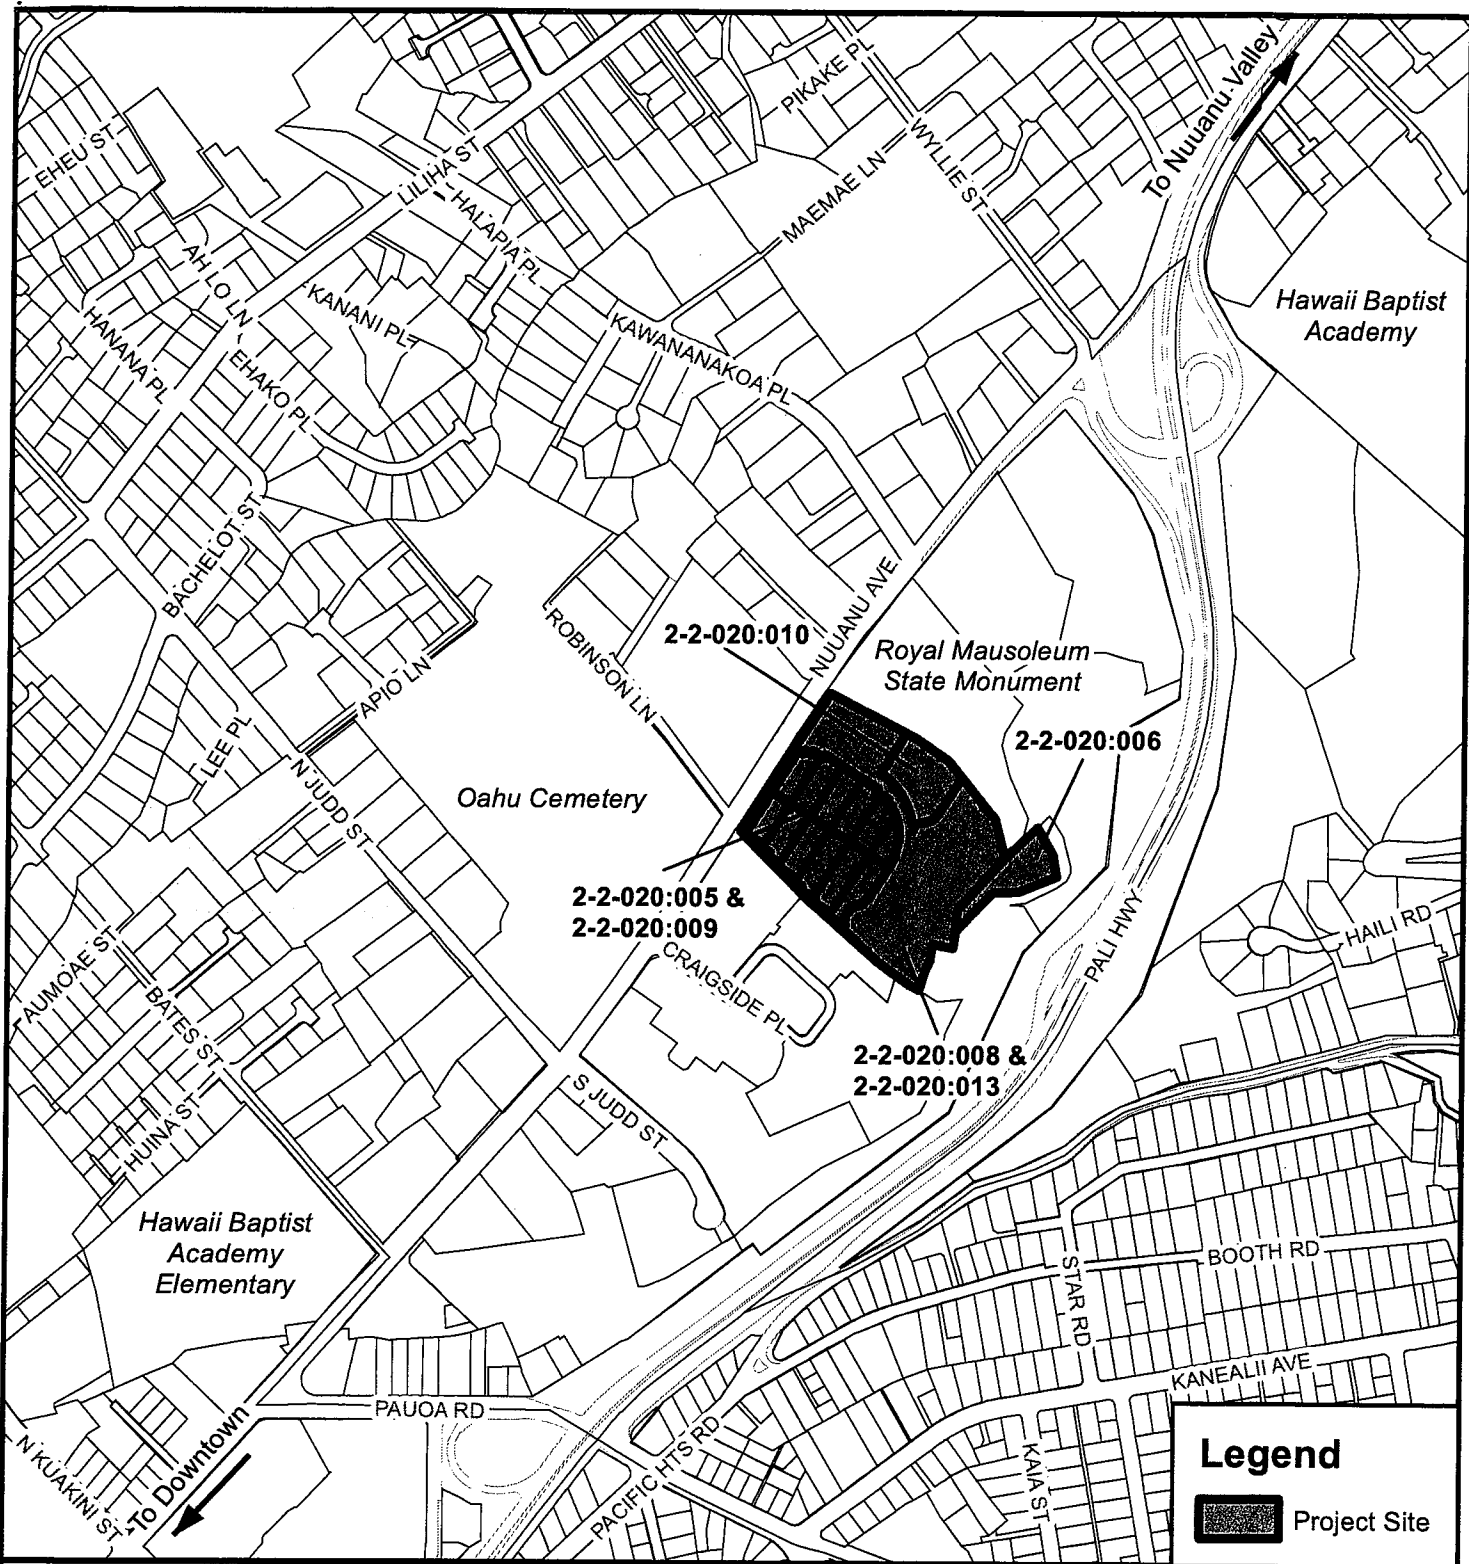 To Nuuanu Valley
PIKAKE PL
EHEU ST
LILIHA ST
WYLLIE ST
MAEMAE LN
HALAPIA PL
AH LO LN
KANANI PL
HANANA PL
EHAKO PL
KAWANANAKOA PL
Hawaii Baptist
Academy
BACHELOT ST
NUUANU AVE
ROBINSON LN
2-2-020:010
Royal Mausoleum
State Monument
APIO LN
LEE PL
2-2-020:006
N JUDD ST
Oahu Cemetery
2-2-020:005 &
2-2-020:009
CRAIGSIDE PL
PALI HWY
HAILI RD
AUMOAE ST
BATES ST
2-2-020:008 &
2-2-020:013
HUINA ST
S JUDD ST
Hawaii Baptist
Academy
Elementary
STAR RD
BOOTH RD
KANEALII AVE
PAUOA RD
PACIFIC HTS RD
KAIA ST
N KUAKINI ST
To Downtown
Legend
Project Site